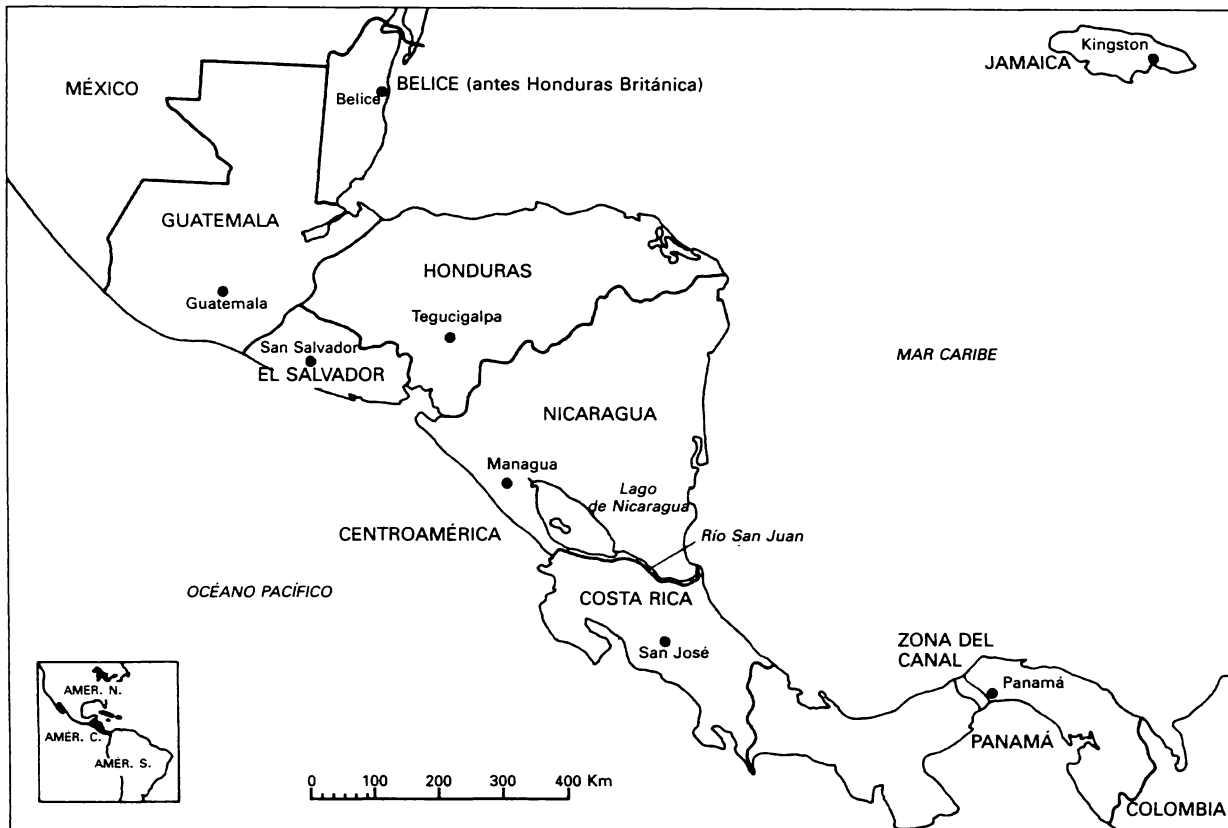 MÉXICO
Kingston
JAMAICA
BELICE (antes Honduras Británica)
Belice
GUATEMALA
Guatemala
HONDURAS
Tegucigalpa
San Salvador
EL SALVADOR
MAR CARIBE
NICARAGUA
Managua
Lago
de Nicaragua
Río San Juan
CENTROAMÉRICA
OCÉANO PACÍFICO
COSTA RICA
San José
ZONA DEL
CANAL
Panamá
PANAMÁ
COLOMBIA
AMÉR. N.
AMÉR. C.
AMÉR. S.
0 100 200 300 400 Km